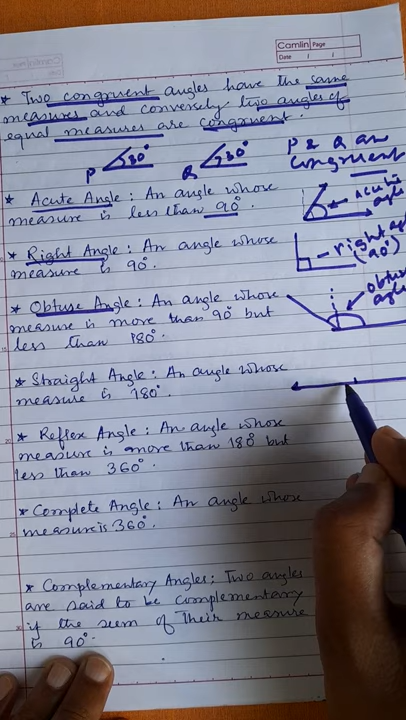 Camlin Page
Date / /
* Two congruent angles have the same
measures and conversely two angles of
equal measures are congruent.
P 30° Q 30° P & Q are
congruent
* Acute Angle: An angle whose
measure is less than 90°.
acute
angle
* Right Angle: An angle whose
measure is 90°.
right
(90°)
* Obtuse Angle: An angle whose
measure is more than 90° but
less than 180°.
obtuse
angle
* Straight Angle: An angle whose
measure is 180°.
* Reflex Angle: An angle whose
measure is more than 180° but
less than 360°.
* Complete Angle: An angle whose
measure is 360°.
* Complementary Angles: Two angles
are said to be complementary
if the sum of their measure
is 90°.